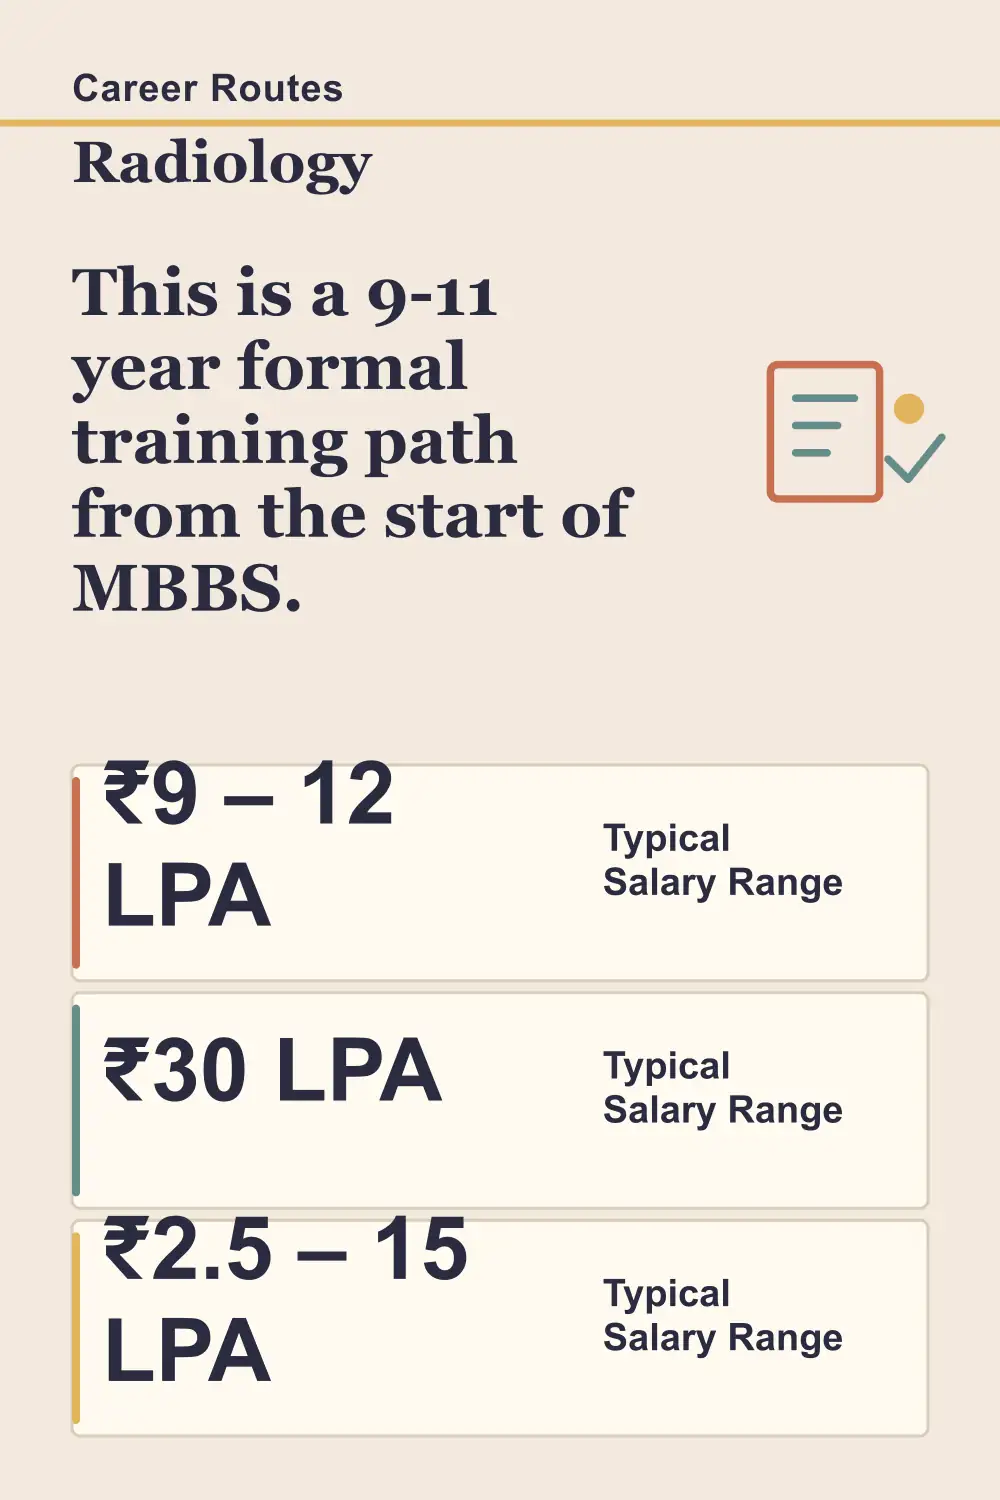 Career Routes
Radiology
This is a 9-11
year formal
training path
from the start of
MBBS.
₹9 – 12
LPA
Typical
Salary Range
₹30 LPA
Typical
Salary Range
₹2.5 – 15
LPA
Typical
Salary Range